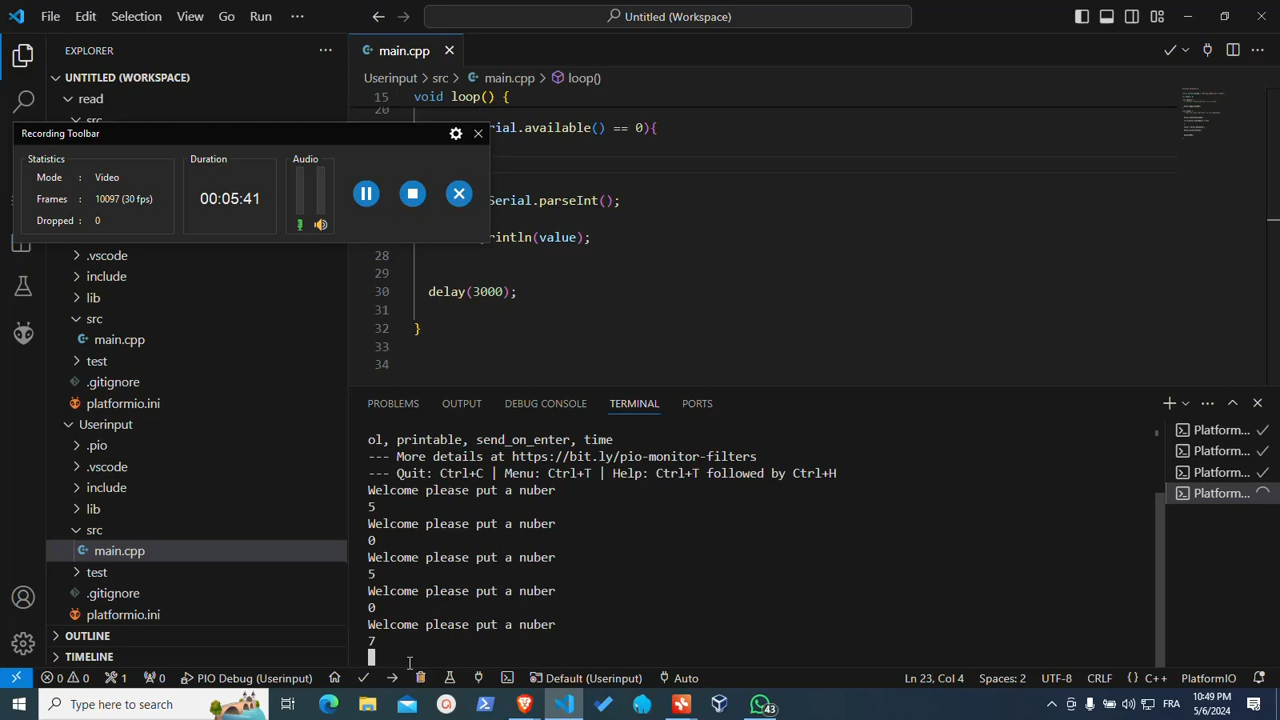 File Edit Selection View Go Run ··· Untitled (Workspace)
EXPLORER ···
UNTITLED (WORKSPACE)
read
src
Recording Toolbar
Statistics
Mode : Video
Frames : 10097 (30 fps)
Dropped : 0
Duration
00:05:41
Audio
.vscode
include
lib
src
main.cpp
test
.gitignore
platformio.ini
Userinput
.pio
.vscode
include
lib
src
main.cpp
test
.gitignore
platformio.ini
OUTLINE
TIMELINE
main.cpp
Userinput > src > main.cpp > loop()
15 void loop() {
20
erial.available() == 0){
Serial.parseInt();
rintln(value);
28
29
30 delay(3000);
31
32 }
33
34
PROBLEMS OUTPUT DEBUG CONSOLE TERMINAL PORTS
ol, printable, send_on_enter, time
--- More details at https://bit.ly/pio-monitor-filters
--- Quit: Ctrl+C | Menu: Ctrl+T | Help: Ctrl+T followed by Ctrl+H
Welcome please put a nuber
5
Welcome please put a nuber
0
Welcome please put a nuber
5
Welcome please put a nuber
0
Welcome please put a nuber
7
Platform...
Platform...
Platform...
Platform...
0 0 1 0 PIO Debug (Userinput) Default (Userinput) Auto Ln 23, Col 4 Spaces: 2 UTF-8 CRLF {} C++ PlatformIO
Type here to search 43 FR 10:49 PM
5/6/2024